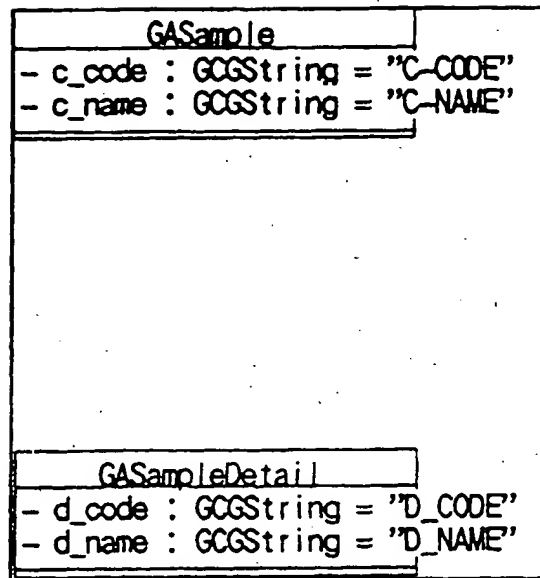 GASample
- c_code : GCGString = "C-CODE"
- c_name : GCGString = "C-NAME"
GASampleDetail
- d_code : GCGString = "D_CODE"
- d_name : GCGString = "D_NAME"